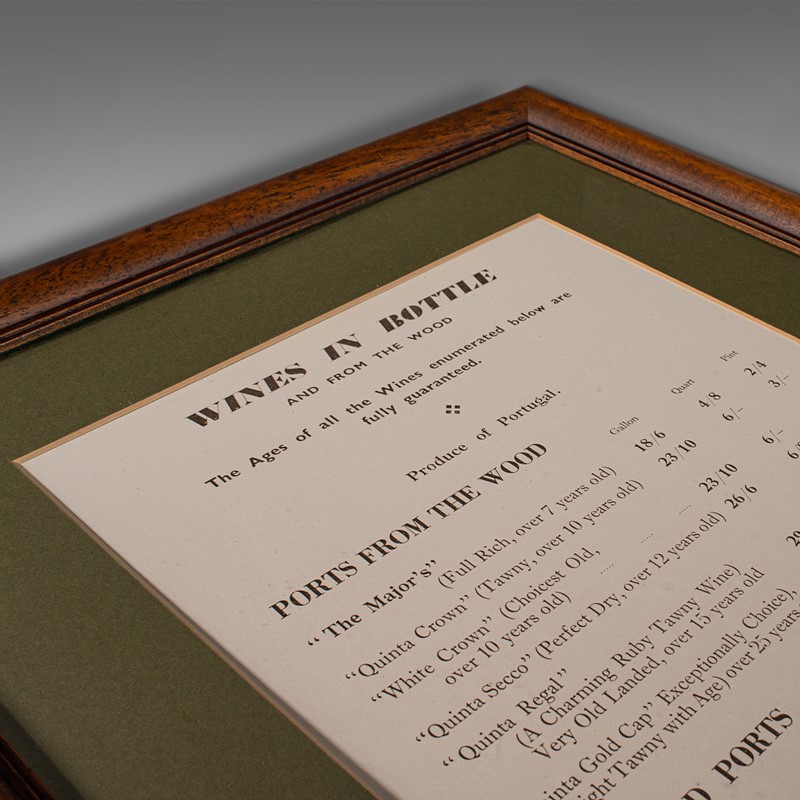 WINES IN BOTTLE
AND FROM THE WOOD
The Ages of all the Wines enumerated below are
fully guaranteed.
Produce of Portugal.
Gallon Quart Pint
PORTS FROM THE WOOD
“The Major's”
(Full Rich, over 7 years old) 18/6 4/8 2/4
“Quinta Crown” (Tawny, over 10 years old) 23/10 6/- 3/-
“White Crown” (Choicest Old,
over 10 years old) ..... ..... ..... 23/10 6/-
“Quinta Secco” (Perfect Dry, over 12 years old) 26/6
“Quinta Regal”
(A Charming Ruby Tawny Wine)
Very Old Landed, over 15 years old
inta Gold Cap” Exceptionally Choice),
ight Tawny with Age) over 25 years
D PORTS